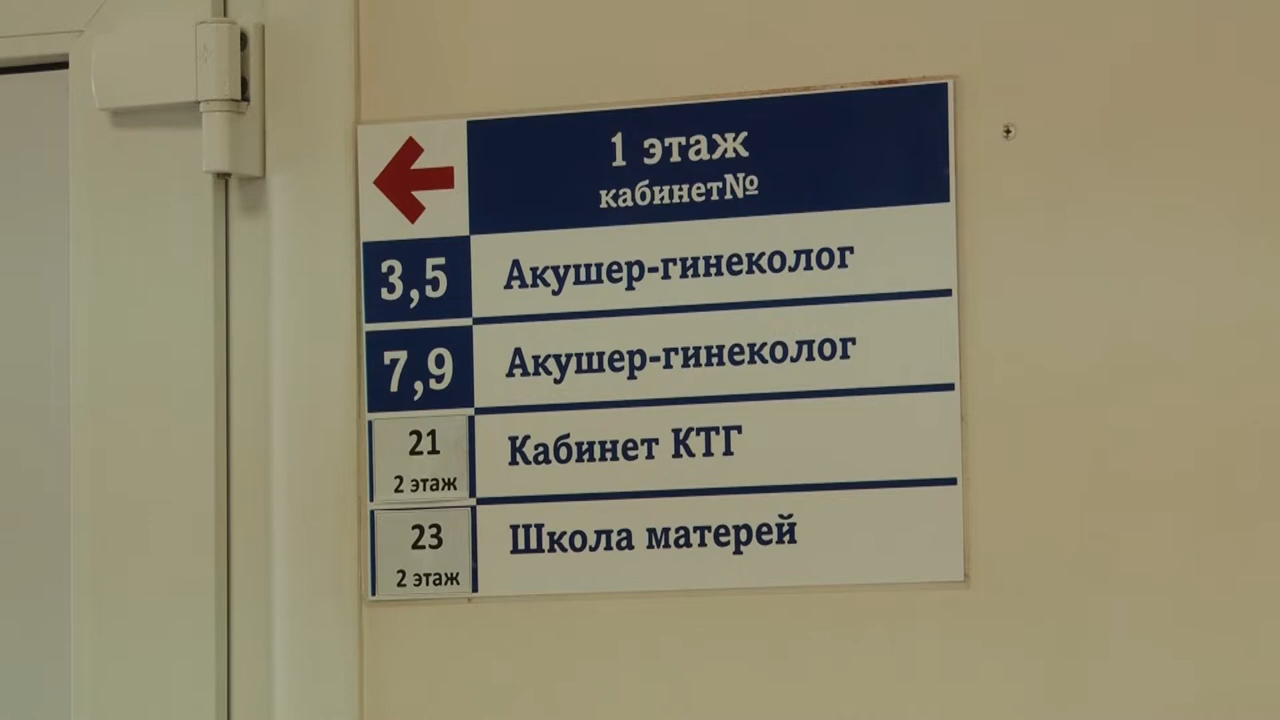 1 этаж
кабинет№
3,5 Акушер-гинеколог
7,9 Акушер-гинеколог
21
2 этаж
Кабинет КТГ
23
2 этаж
Школа матерей